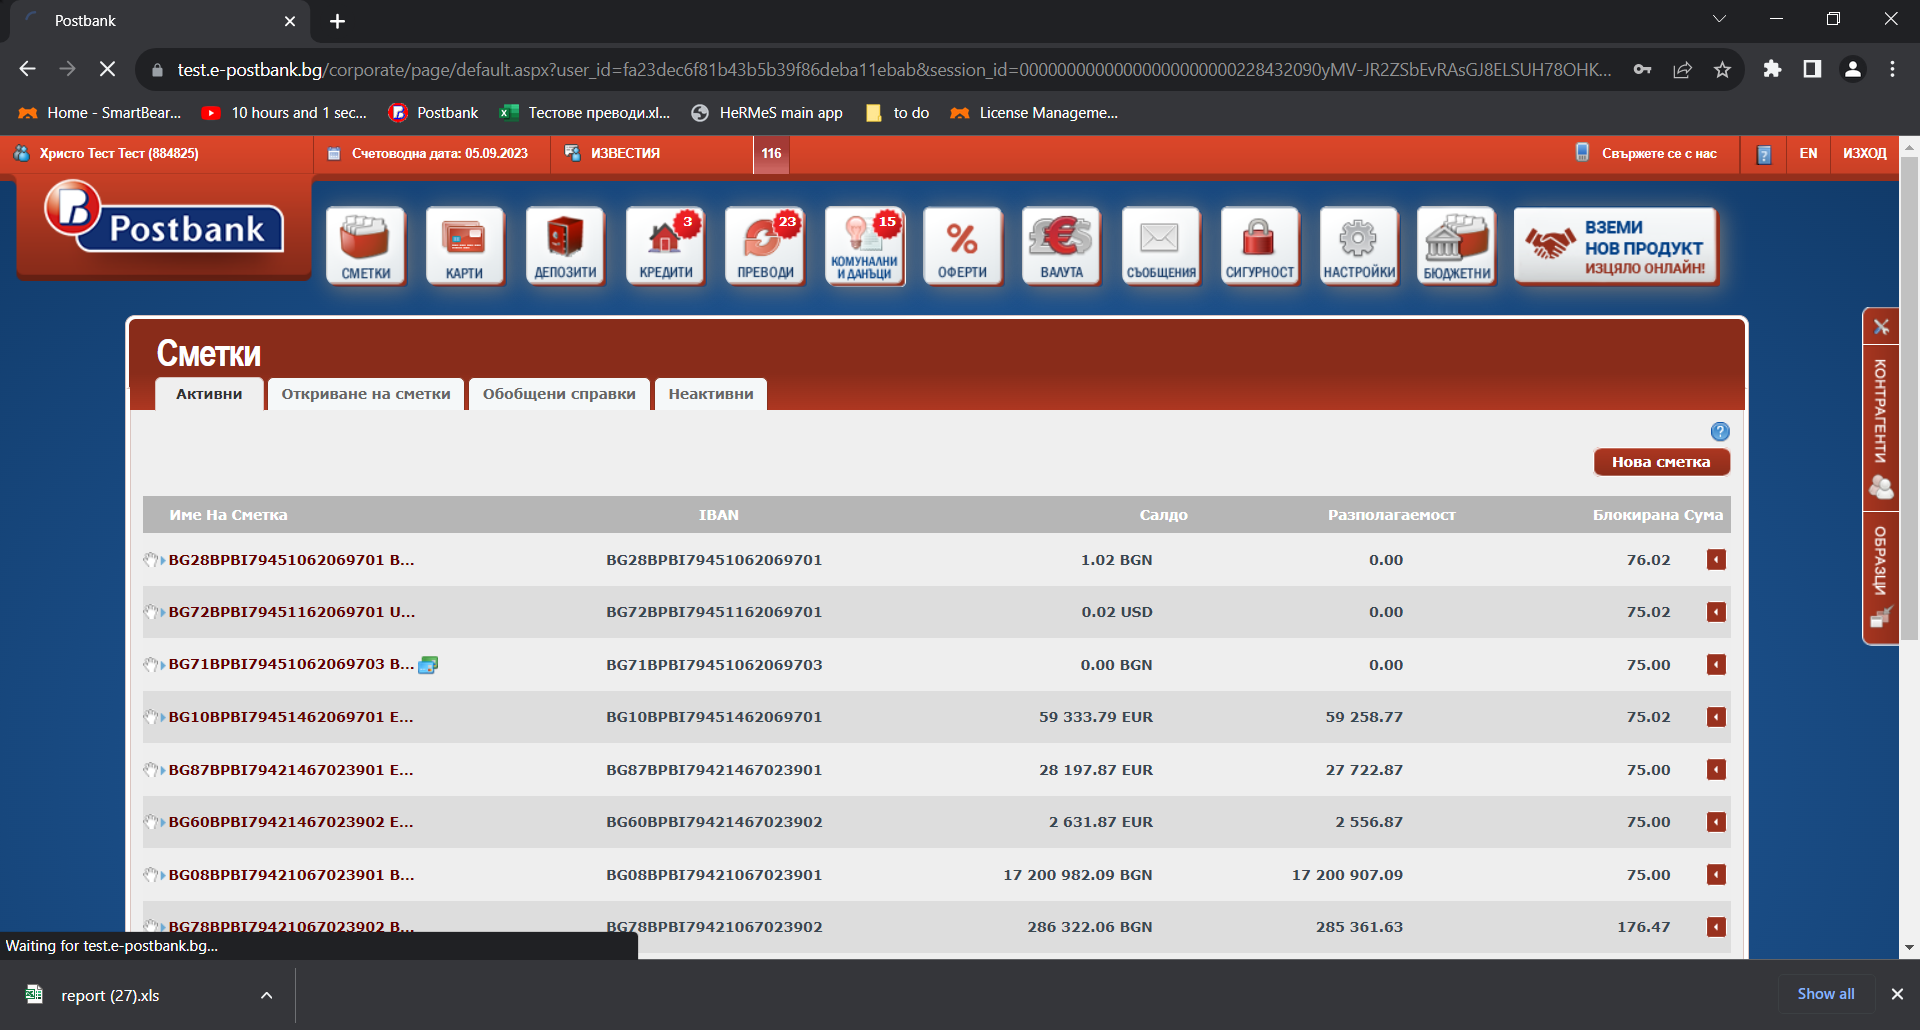 Postbank
test.e-postbank.bg/corporate/page/default.aspx?user_id=fa23dec6f81b43b5b39f86deba11ebab&session_id=00000000000000000000000228432090yMV-JR2ZSbEvRAsGJ8ELSUH78OHK...
Home - SmartBear... 10 hours and 1 sec... Postbank Тестове преводи.xl... HeRMeS main app to do License Manageme...
Христо Тест Тест (884825) Счетоводна дата: 05.09.2023 ИЗВЕСТИЯ 116 Свържете се с нас EN ИЗХОД
Postbank
СМЕТКИ
КАРТИ
ДЕПОЗИТИ
3
КРЕДИТИ
23
ПРЕВОДИ
15
КОМУНАЛНИ
И ДАНЪЦИ
ОФЕРТИ
ВАЛУТА
СЪОБЩЕНИЯ
СИГУРНОСТ
НАСТРОЙКИ
БЮДЖЕТНИ
ВЗЕМИ
НОВ ПРОДУКТ
ИЗЦЯЛО ОНЛАЙН!
Сметки
Активни Откриване на сметки Обобщени справки Неактивни
Нова сметка
КОНТРАГЕНТИ
ОБРАЗЦИ
Име На Сметка IBAN Салдо Разполагаемост Блокирана Сума
BG28BPBI79451062069701 B... BG28BPBI79451062069701 1.02 BGN 0.00 76.02
BG72BPBI79451162069701 U... BG72BPBI79451162069701 0.02 USD 0.00 75.02
BG71BPBI79451062069703 B... BG71BPBI79451062069703 0.00 BGN 0.00 75.00
BG10BPBI79451462069701 E... BG10BPBI79451462069701 59 333.79 EUR 59 258.77 75.02
BG87BPBI79421467023901 E... BG87BPBI79421467023901 28 197.87 EUR 27 722.87 75.00
BG60BPBI79421467023902 E... BG60BPBI79421467023902 2 631.87 EUR 2 556.87 75.00
BG08BPBI79421067023901 B... BG08BPBI79421067023901 17 200 982.09 BGN 17 200 907.09 75.00
BG78BPBI79421067023902 B... BG78BPBI79421067023902 286 322.06 BGN 285 361.63 176.47
Waiting for test.e-postbank.bg...
report (27).xls Show all